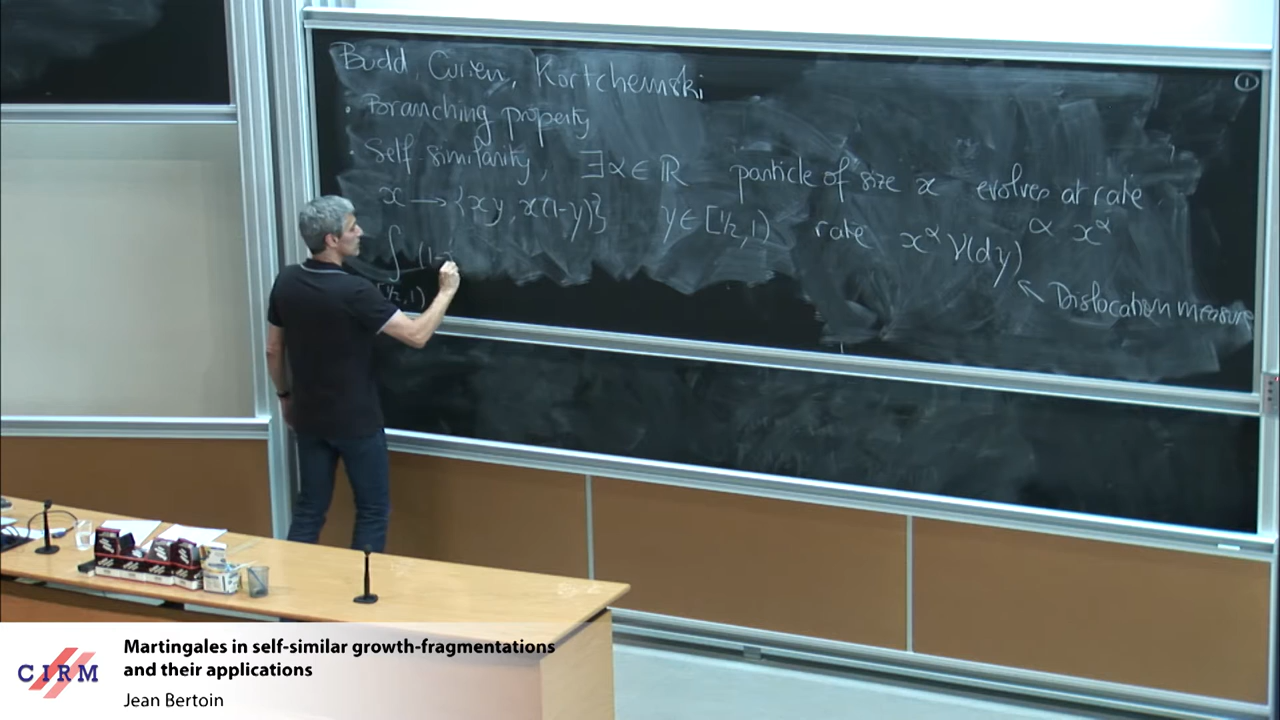 Budd, Curien, Kortchemski
①
• Branching property
• Self-similarity, ∃ α ∈ ℝ particle of size x evolves at rate ∝ x^α
x → {xy, x(1-y)} y ∈ [1/2, 1) rate x^α ν(dy)
↖ Dislocation measure
∫_[1/2, 1) (1-
CIRM
Martingales in self-similar growth-fragmentations
and their applications
Jean Bertoin